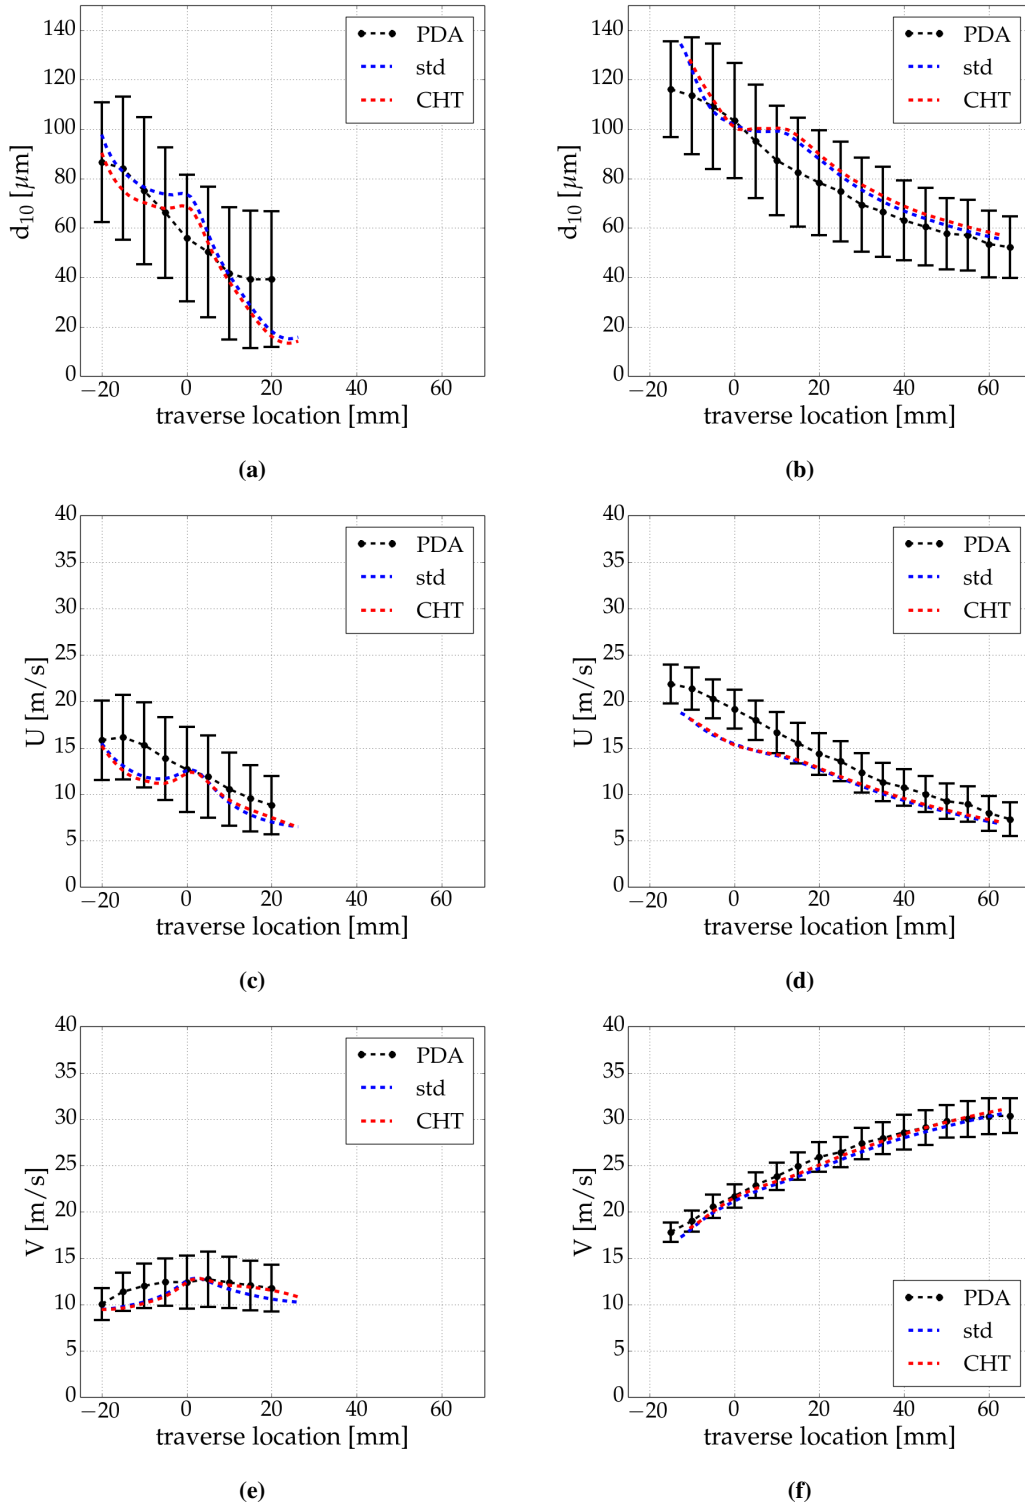 140
120
100
80
60
40
20
0
d10 [μm]
PDA
std
CHT
−20 0 20 40 60
traverse location [mm]
(a)
140
120
100
80
60
40
20
0
d10 [μm]
PDA
std
CHT
−20 0 20 40 60
traverse location [mm]
(b)
40
35
30
25
20
15
10
5
0
U [m/s]
PDA
std
CHT
−20 0 20 40 60
traverse location [mm]
(c)
40
35
30
25
20
15
10
5
0
U [m/s]
PDA
std
CHT
−20 0 20 40 60
traverse location [mm]
(d)
40
35
30
25
20
15
10
5
0
V [m/s]
PDA
std
CHT
−20 0 20 40 60
traverse location [mm]
(e)
40
35
30
25
20
15
10
5
0
V [m/s]
PDA
std
CHT
−20 0 20 40 60
traverse location [mm]
(f)